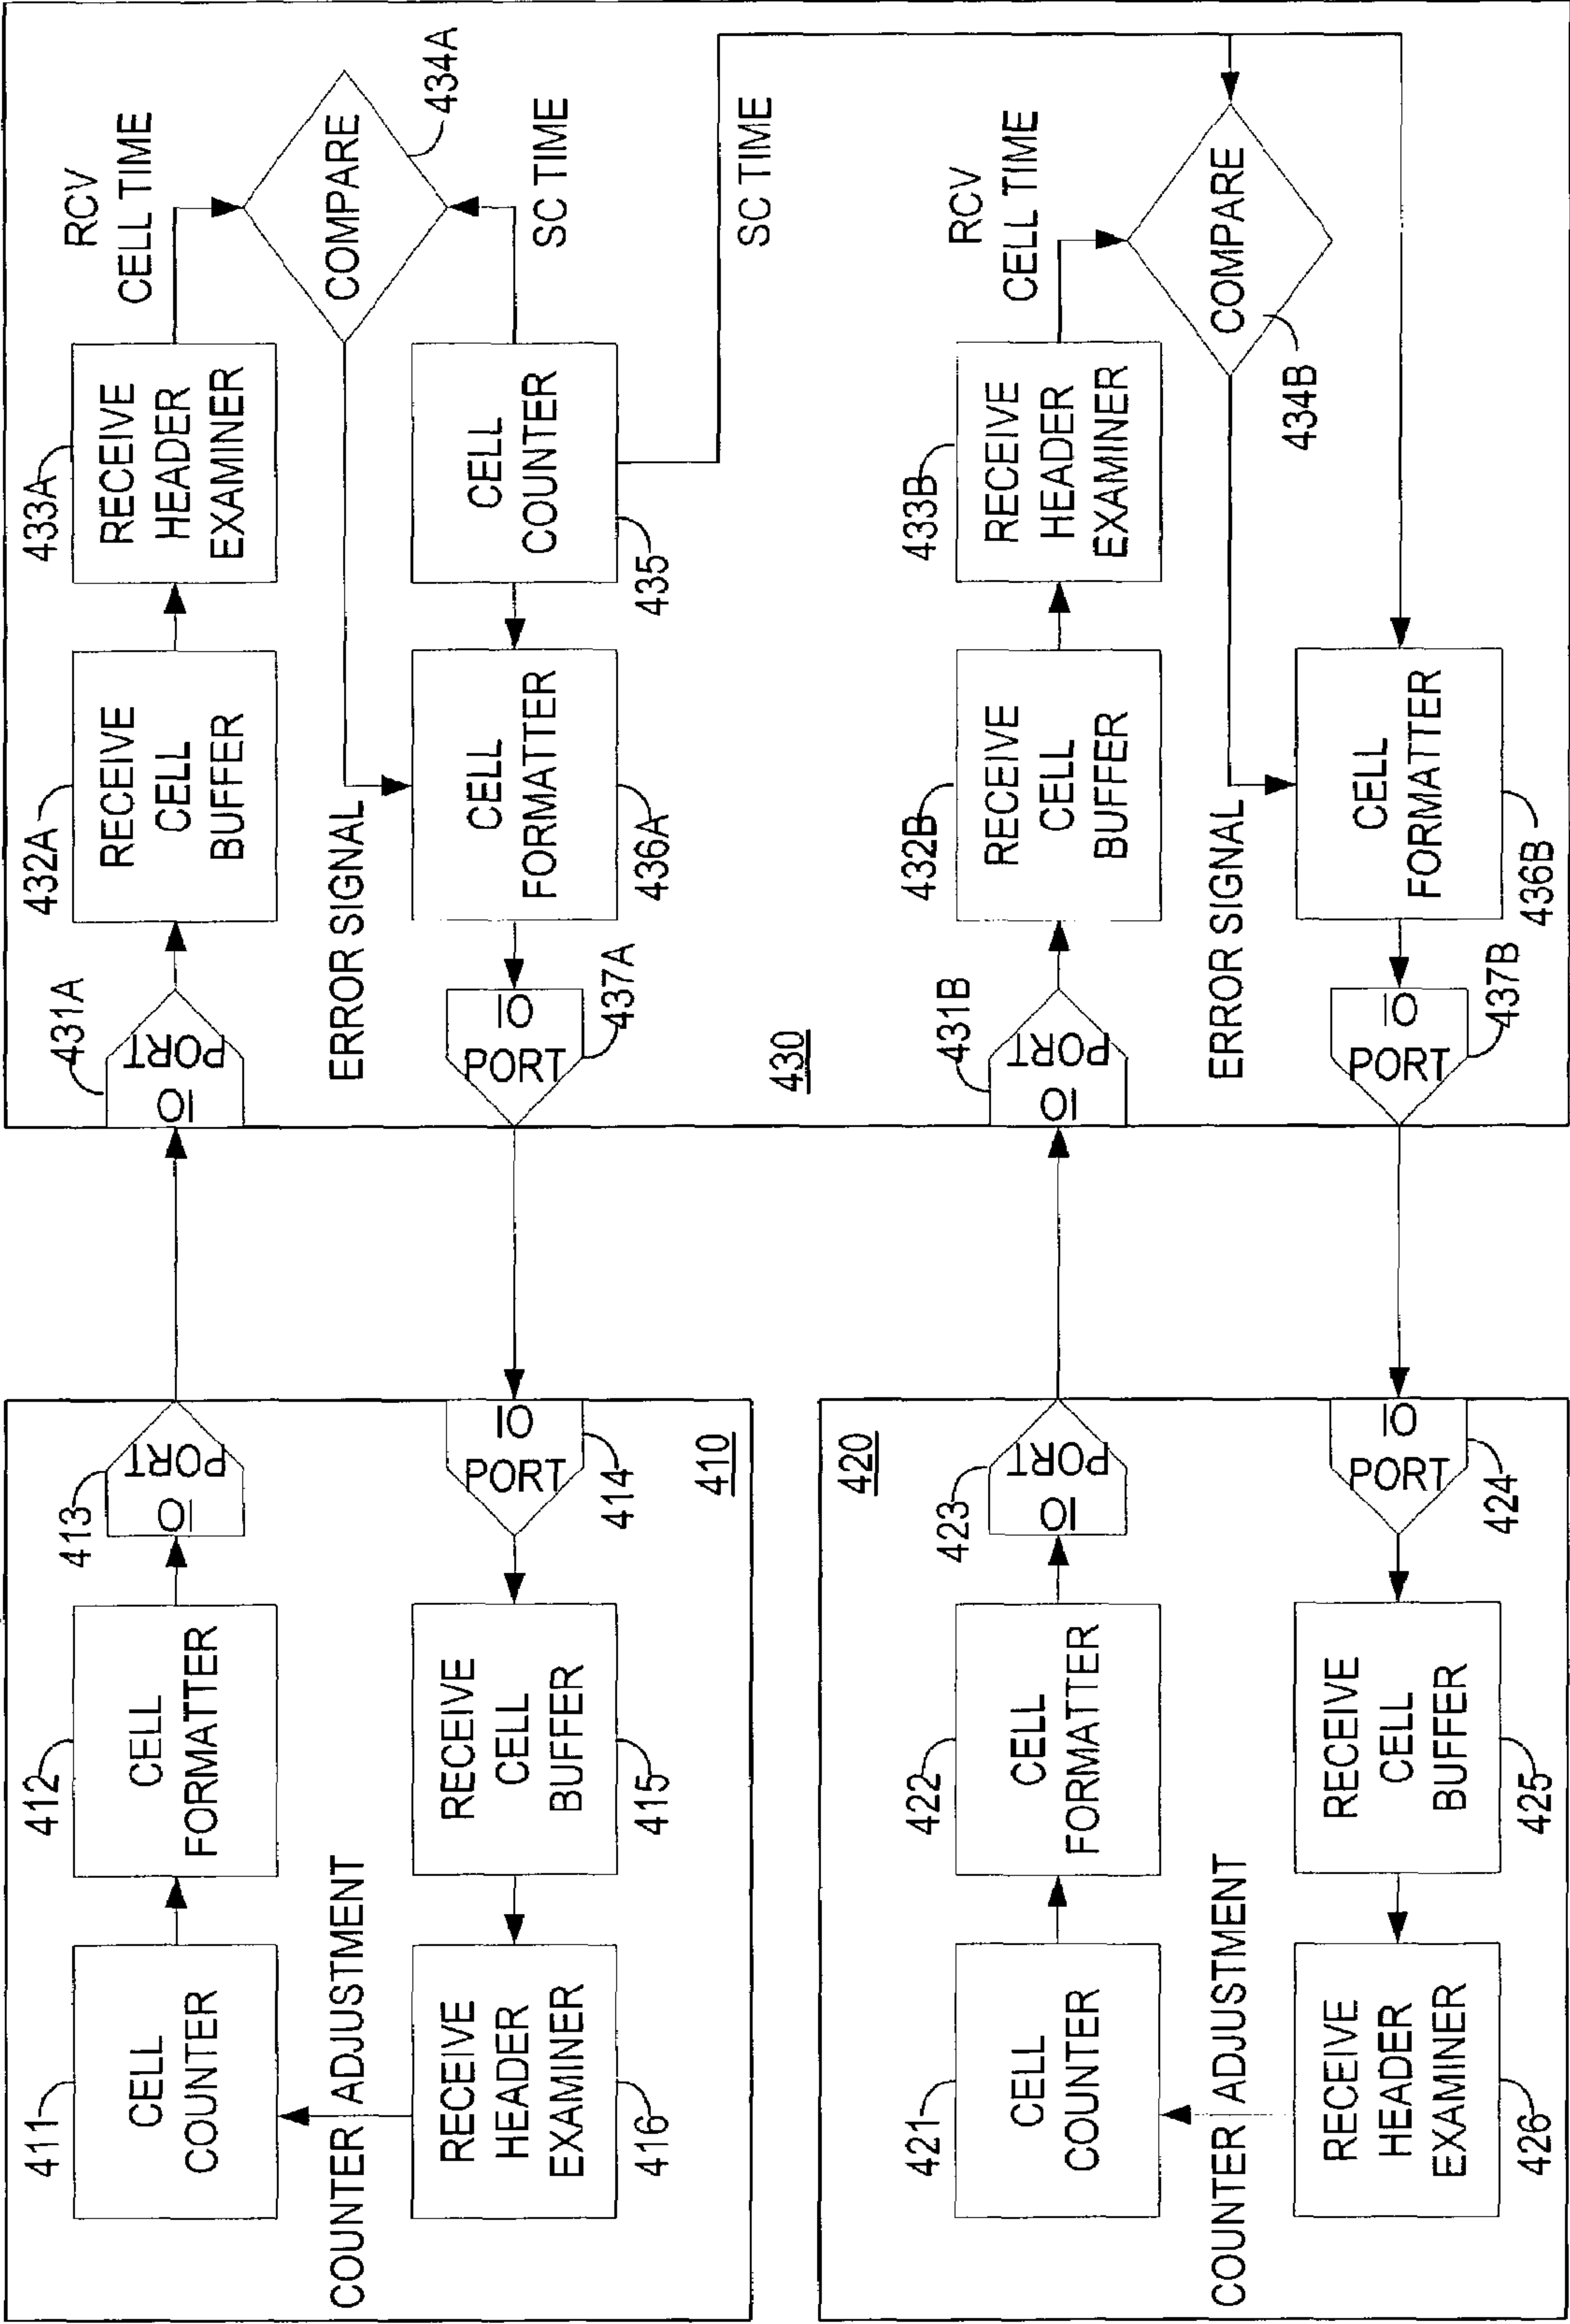 411
CELL
COUNTER
412
CELL
FORMATTER
413
IO
PORT
COUNTER ADJUSTMENT
RECEIVE
HEADER
EXAMINER
416
RECEIVE
CELL
BUFFER
415
IO
PORT
414
410
421
CELL
COUNTER
422
CELL
FORMATTER
423
IO
PORT
420
COUNTER ADJUSTMENT
RECEIVE
HEADER
EXAMINER
426
RECEIVE
CELL
BUFFER
425
IO
PORT
424
431A
IO
PORT
432A
RECEIVE
CELL
BUFFER
433A
RECEIVE
HEADER
EXAMINER
RCV
CELL TIME
COMPARE
434A
ERROR SIGNAL
IO
PORT
437A
CELL
FORMATTER
436A
CELL
COUNTER
435
SC TIME
SC TIME
430
431B
IO
PORT
432B
RECEIVE
CELL
BUFFER
433B
RECEIVE
HEADER
EXAMINER
RCV
CELL TIME
COMPARE
434B
ERROR SIGNAL
IO
PORT
437B
CELL
FORMATTER
436B